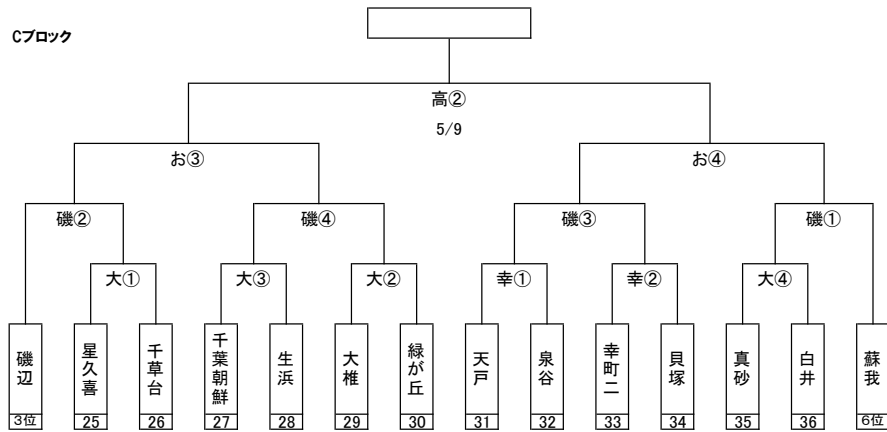 Cブロック
高②
5/9
お③ お④
磯② 磯④ 磯③ 磯①
大① 大③ 大② 幸① 幸② 大④
磯辺 星久喜 千草台 千葉朝鮮 生浜 大椎 緑が丘 天戸 泉谷 幸町二 貝塚 真砂 白井 蘇我
3位 25 26 27 28 29 30 31 32 33 34 35 36 6位